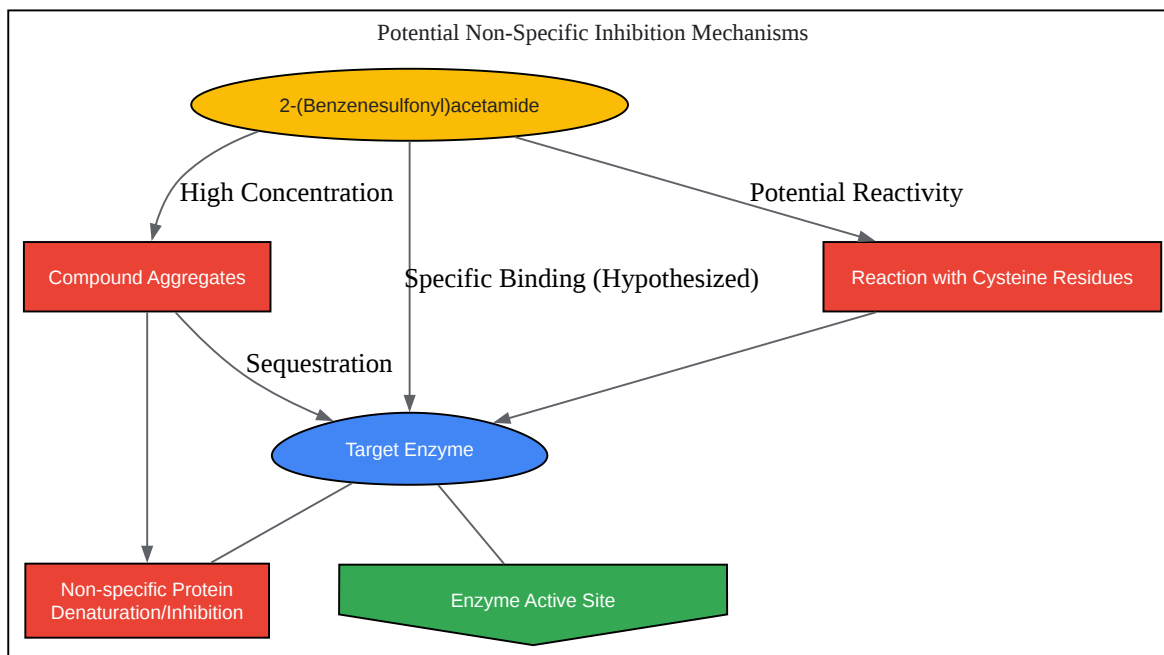 Potential Non-Specific Inhibition Mechanisms
2-(Benzenesulfonyl)acetamide
High Concentration
Potential Reactivity
Compound Aggregates
Specific Binding (Hypothesized)
Reaction with Cysteine Residues
Sequestration
Target Enzyme
Non-specific Protein
Denaturation/Inhibition
Enzyme Active Site